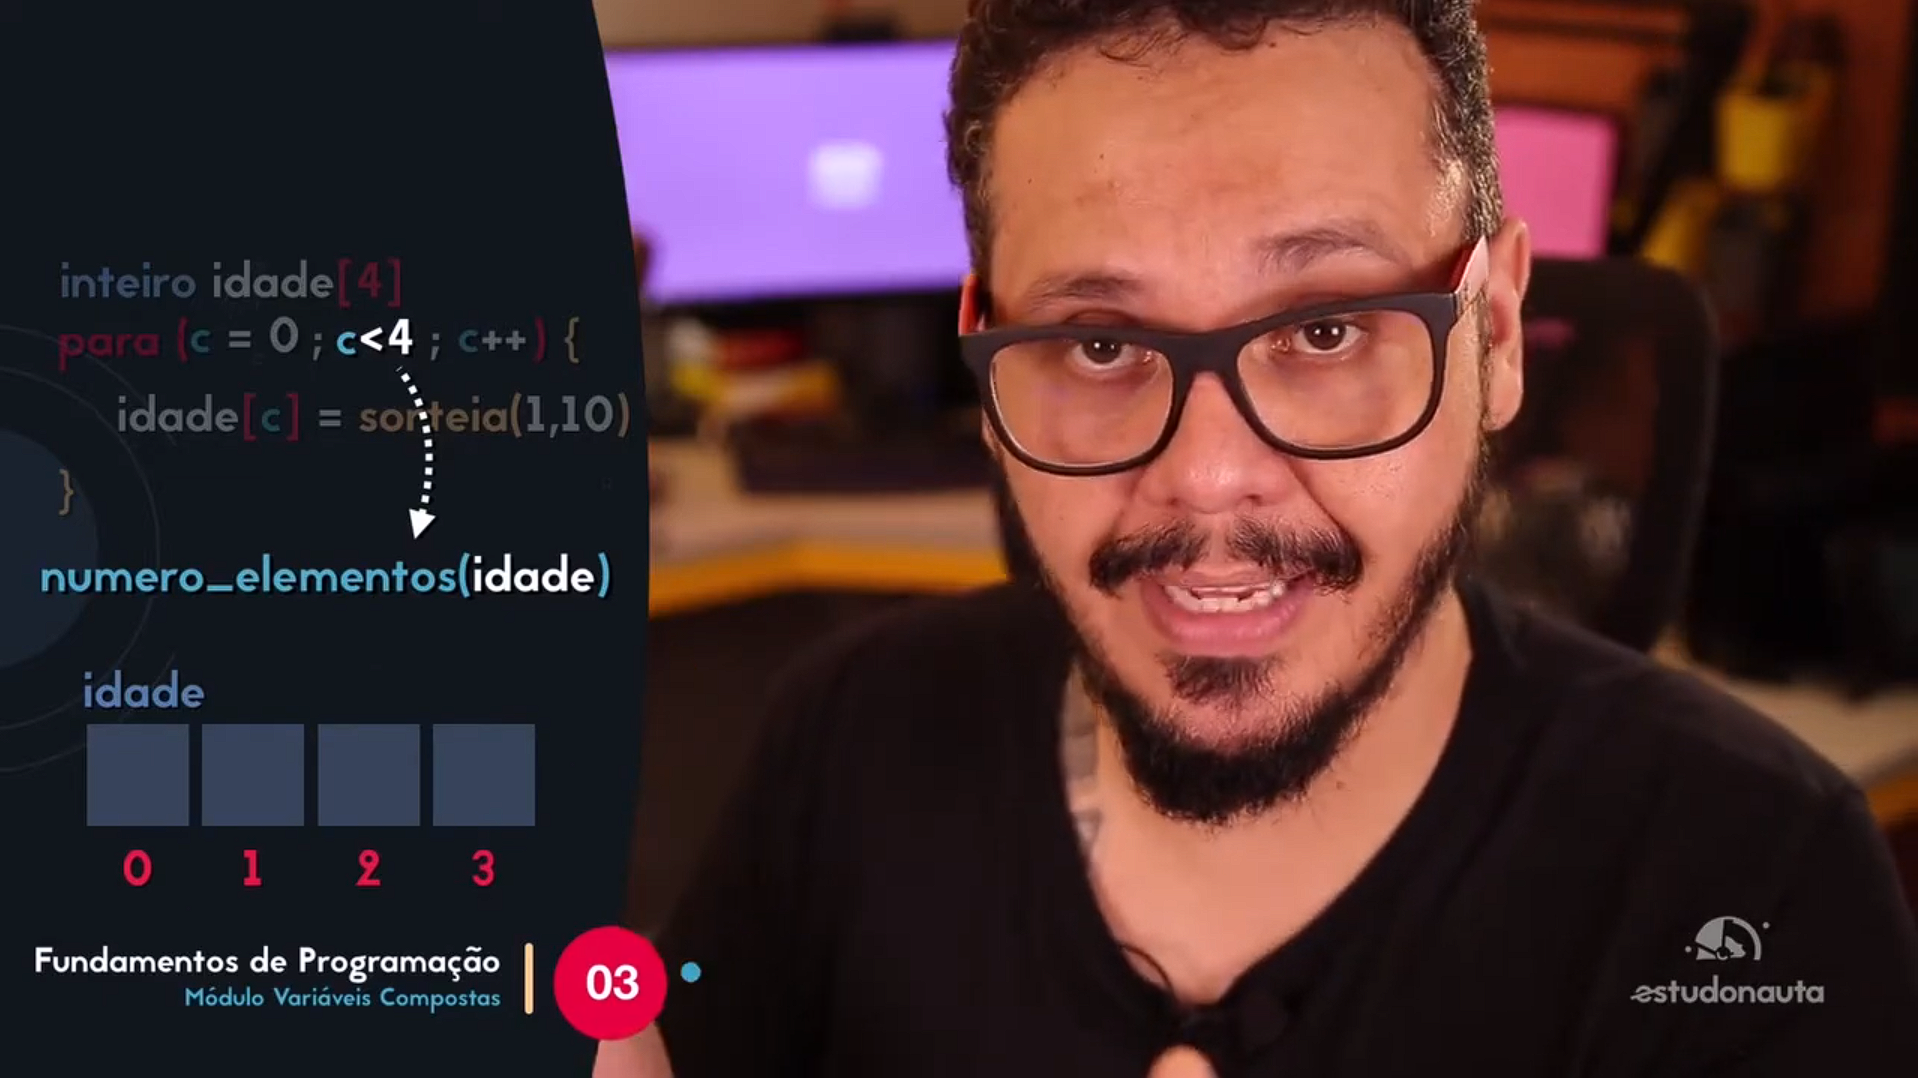 inteiro idade[4]
para (c = 0 ; c<4 ; c++) {
idade[c] = sorteia(1,10)
}
numero_elementos(idade)
idade
0 1 2 3
Fundamentos de Programação
Módulo Variáveis Compostas
03
estudonauta